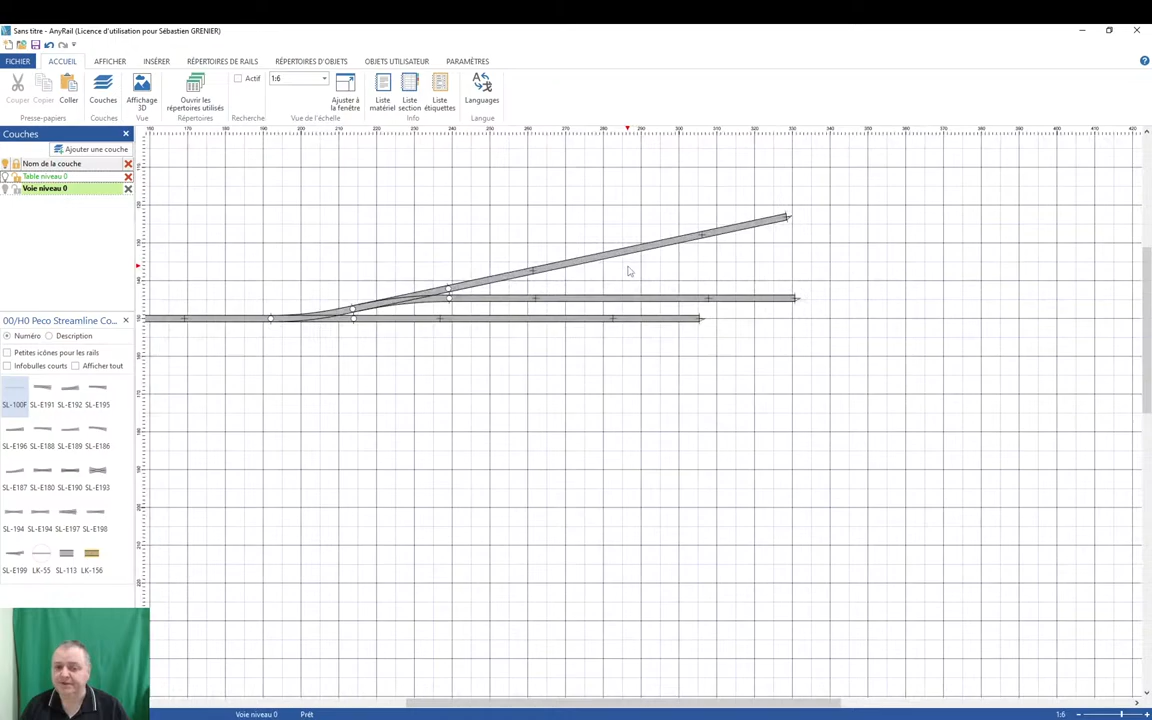 Sans titre - AnyRail (Licence d'utilisation pour Sébastien GRENIER)
FICHIER ACCUEIL AFFICHER INSÉRER RÉPERTOIRES DE RAILS RÉPERTOIRES D'OBJETS OBJETS UTILISATEUR PARAMÈTRES
Actif 1:6
Couper Copier Coller Couches Affichage 3D Ouvrir les répertoires utilisés Ajuster à la fenêtre Liste matériel Liste section Liste étiquettes Languages
Presse-papiers Couches Vue Répertoires Recherche Vue de l'échelle Info Langue
Couches
Ajouter une couche
Nom de la couche
Table niveau 0
Voie niveau 0
00/H0 Peco Streamline Co...
Numéro Description
Petites icônes pour les rails
Infobulles courts Afficher tout
SL-100F SL-E191 SL-E192 SL-E195
SL-E196 SL-E188 SL-E189 SL-E186
SL-E187 SL-E180 SL-E190 SL-E193
SL-194 SL-E194 SL-E197 SL-E198
SL-E199 LK-55 SL-113 LK-156
Voie niveau 0 Prêt 1:6